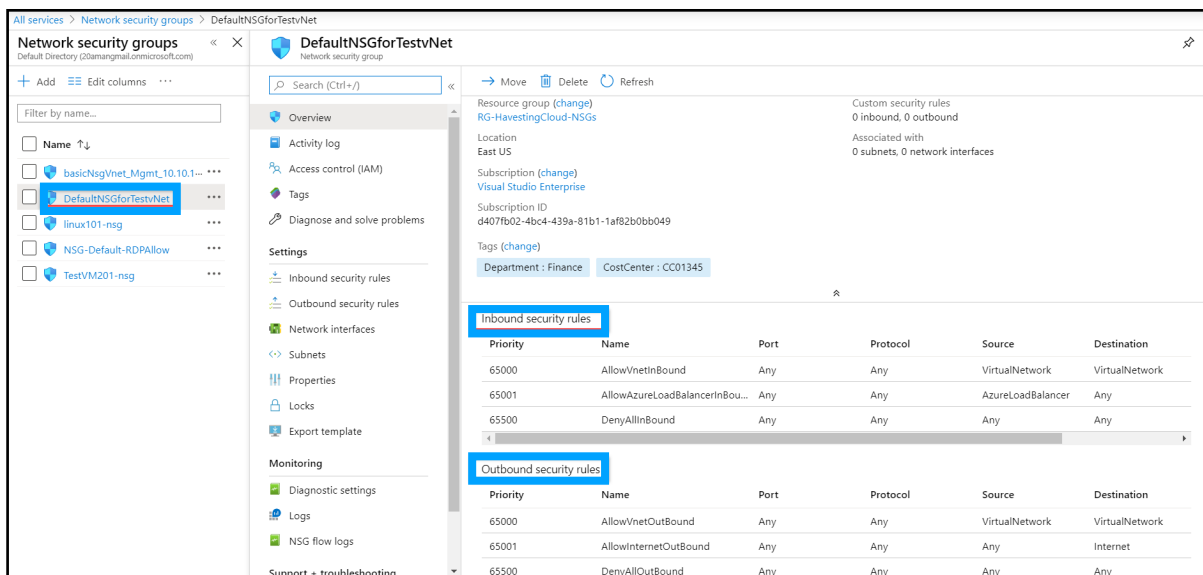 All services > Network security groups > DefaultNSGforTestvNet
Network security groups
Default Directory (20amangmail.onmicrosoft.com)
Add Edit columns ...
Filter by name...
Name
basicNsgVnet_Mgmt_10.10.1... ...
DefaultNSGforTestvNet ...
linux101-nsg ...
NSG-Default-RDPAllow ...
TestVM201-nsg ...
DefaultNSGforTestvNet
Network security group
Search (Ctrl+/)
Overview
Activity log
Access control (IAM)
Tags
Diagnose and solve problems
Settings
Inbound security rules
Outbound security rules
Network interfaces
Subnets
Properties
Locks
Export template
Monitoring
Diagnostic settings
Logs
NSG flow logs
Support + troubleshooting
Move Delete Refresh
Resource group (change)
RG-HavestingCloud-NSGs
Location
East US
Subscription (change)
Visual Studio Enterprise
Subscription ID
d407fb02-4bc4-439a-81b1-1af82b0bb049
Tags (change)
Department : Finance CostCenter : CC01345
Custom security rules
0 inbound, 0 outbound
Associated with
0 subnets, 0 network interfaces
Inbound security rules
Priority Name Port Protocol Source Destination
65000 AllowVnetInBound Any Any VirtualNetwork VirtualNetwork
65001 AllowAzureLoadBalancerInBou... Any Any AzureLoadBalancer Any
65500 DenyAllInBound Any Any Any Any
Outbound security rules
Priority Name Port Protocol Source Destination
65000 AllowVnetOutBound Any Any VirtualNetwork VirtualNetwork
65001 AllowInternetOutBound Any Any Any Internet
65500 DenyAllOutBound Any Any Any Any